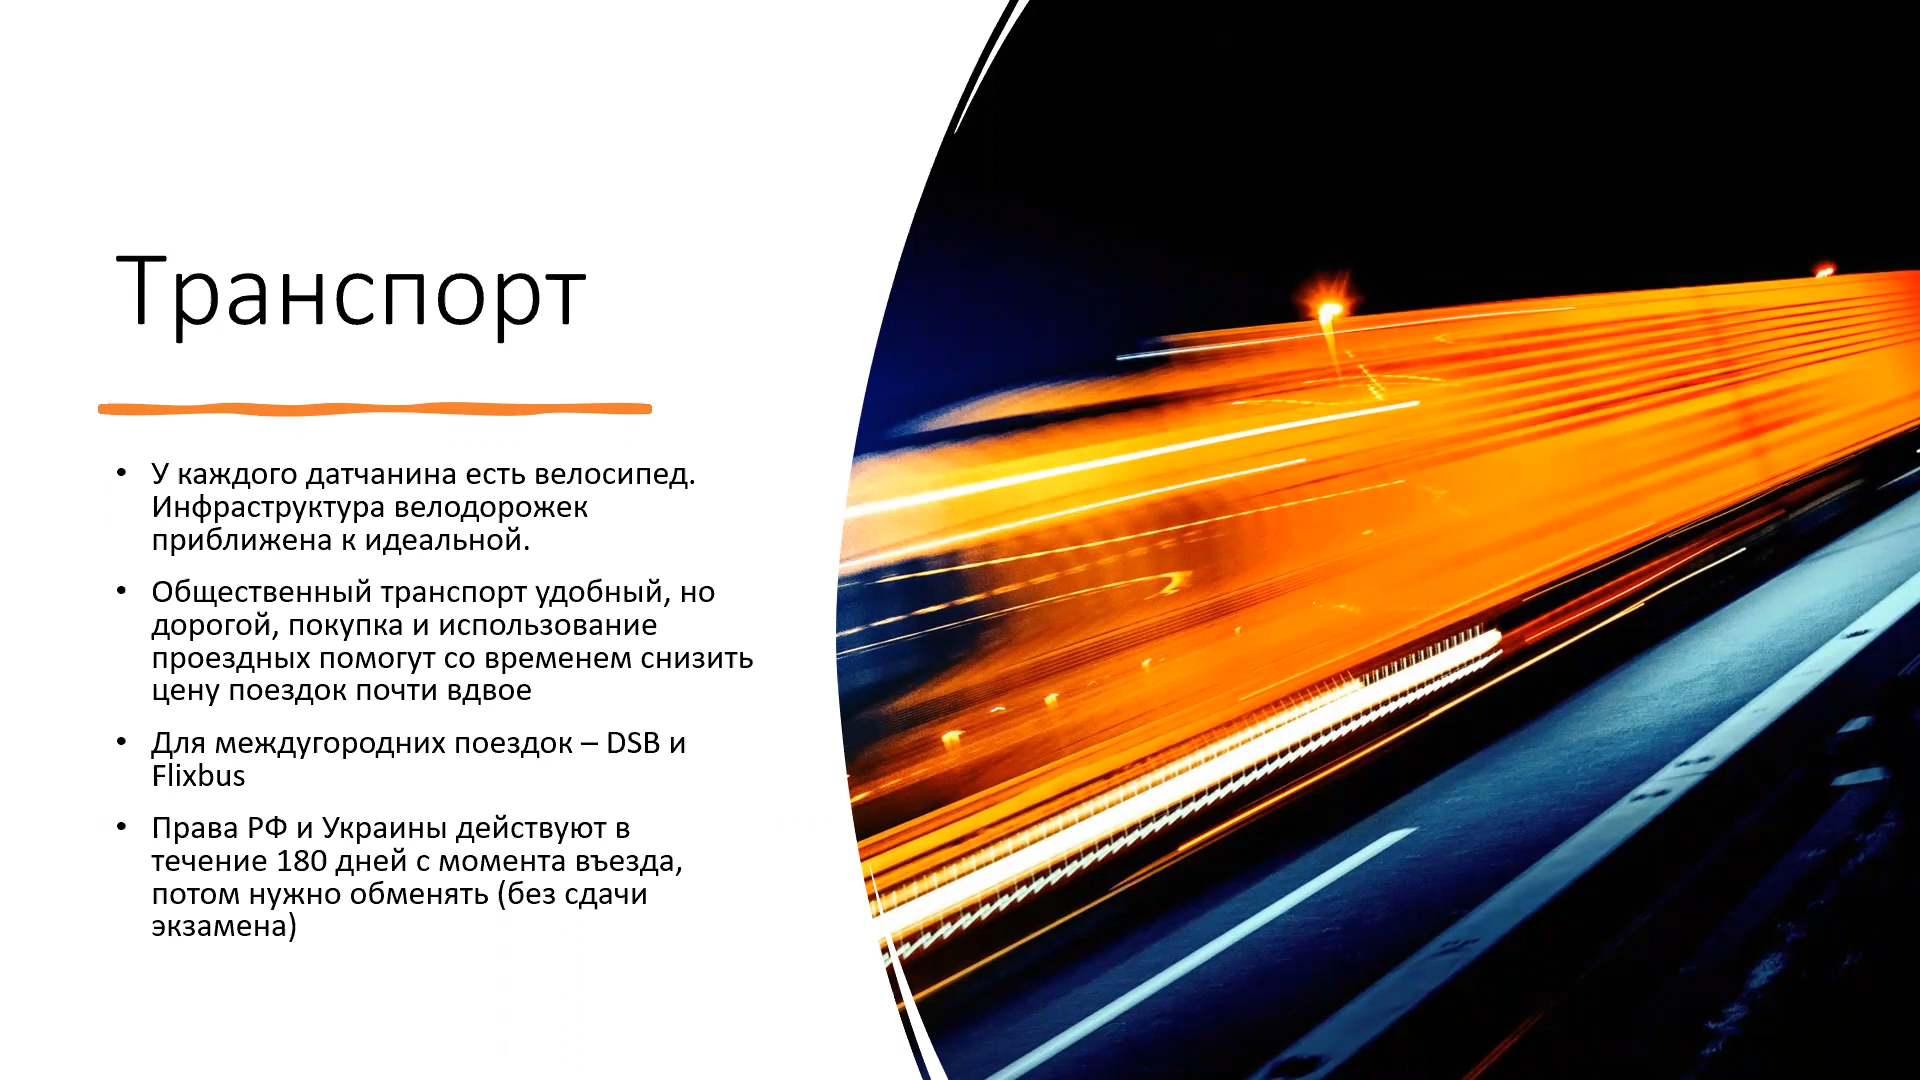 Транспорт
• У каждого датчанина есть велосипед.
Инфраструктура велодорожек
приближена к идеальной.
• Общественный транспорт удобный, но
дорогой, покупка и использование
проездных помогут со временем снизить
цену поездок почти вдвое
• Для междугородних поездок – DSB и
Flixbus
• Права РФ и Украины действуют в
течение 180 дней с момента въезда,
потом нужно обменять (без сдачи
экзамена)